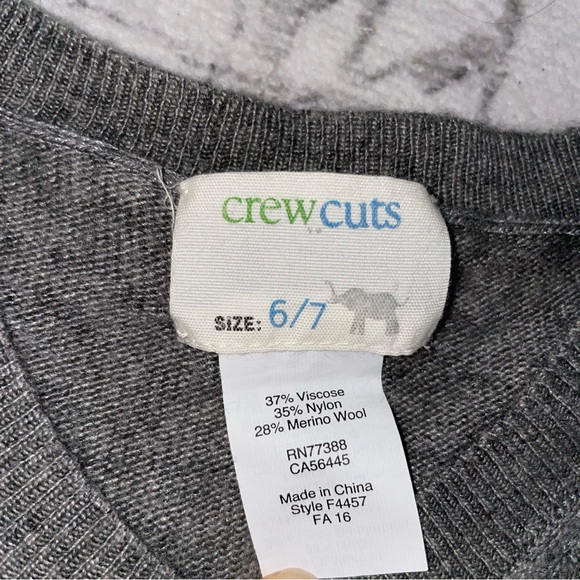 crewcuts
SIZE: 6/7
37% Viscose
35% Nylon
28% Merino Wool
RN77388
CA56445
Made in China
Style F4457
FA 16